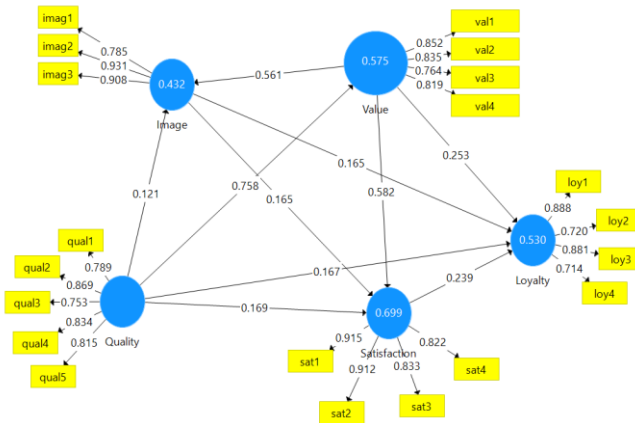 imag1
imag2
imag3
0.785
0.931
0.908
0.432
Image
0.575
Value
val1
val2
val3
val4
0.852
0.835
0.764
0.819
0.561
0.121
0.758
0.165
0.165
0.582
0.253
loy1
loy2
loy3
loy4
0.888
0.720
0.881
0.714
0.530
Loyalty
qual1
qual2
qual3
qual4
qual5
0.789
0.869
0.753
0.834
0.815
Quality
0.167
0.169
0.239
0.699
Satisfaction
0.915
0.912
0.833
0.822
sat1
sat2
sat3
sat4